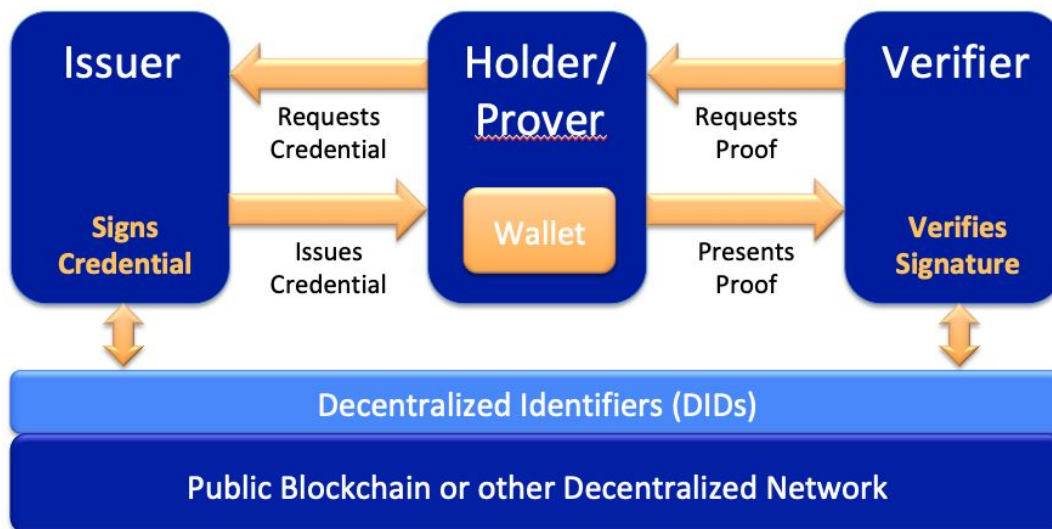 Issuer
Holder/
Prover
Verifier
Requests
Credential
Requests
Proof
Signs
Credential
Issues
Credential
Wallet
Presents
Proof
Verifies
Signature
Decentralized Identifiers (DIDs)
Public Blockchain or other Decentralized Network